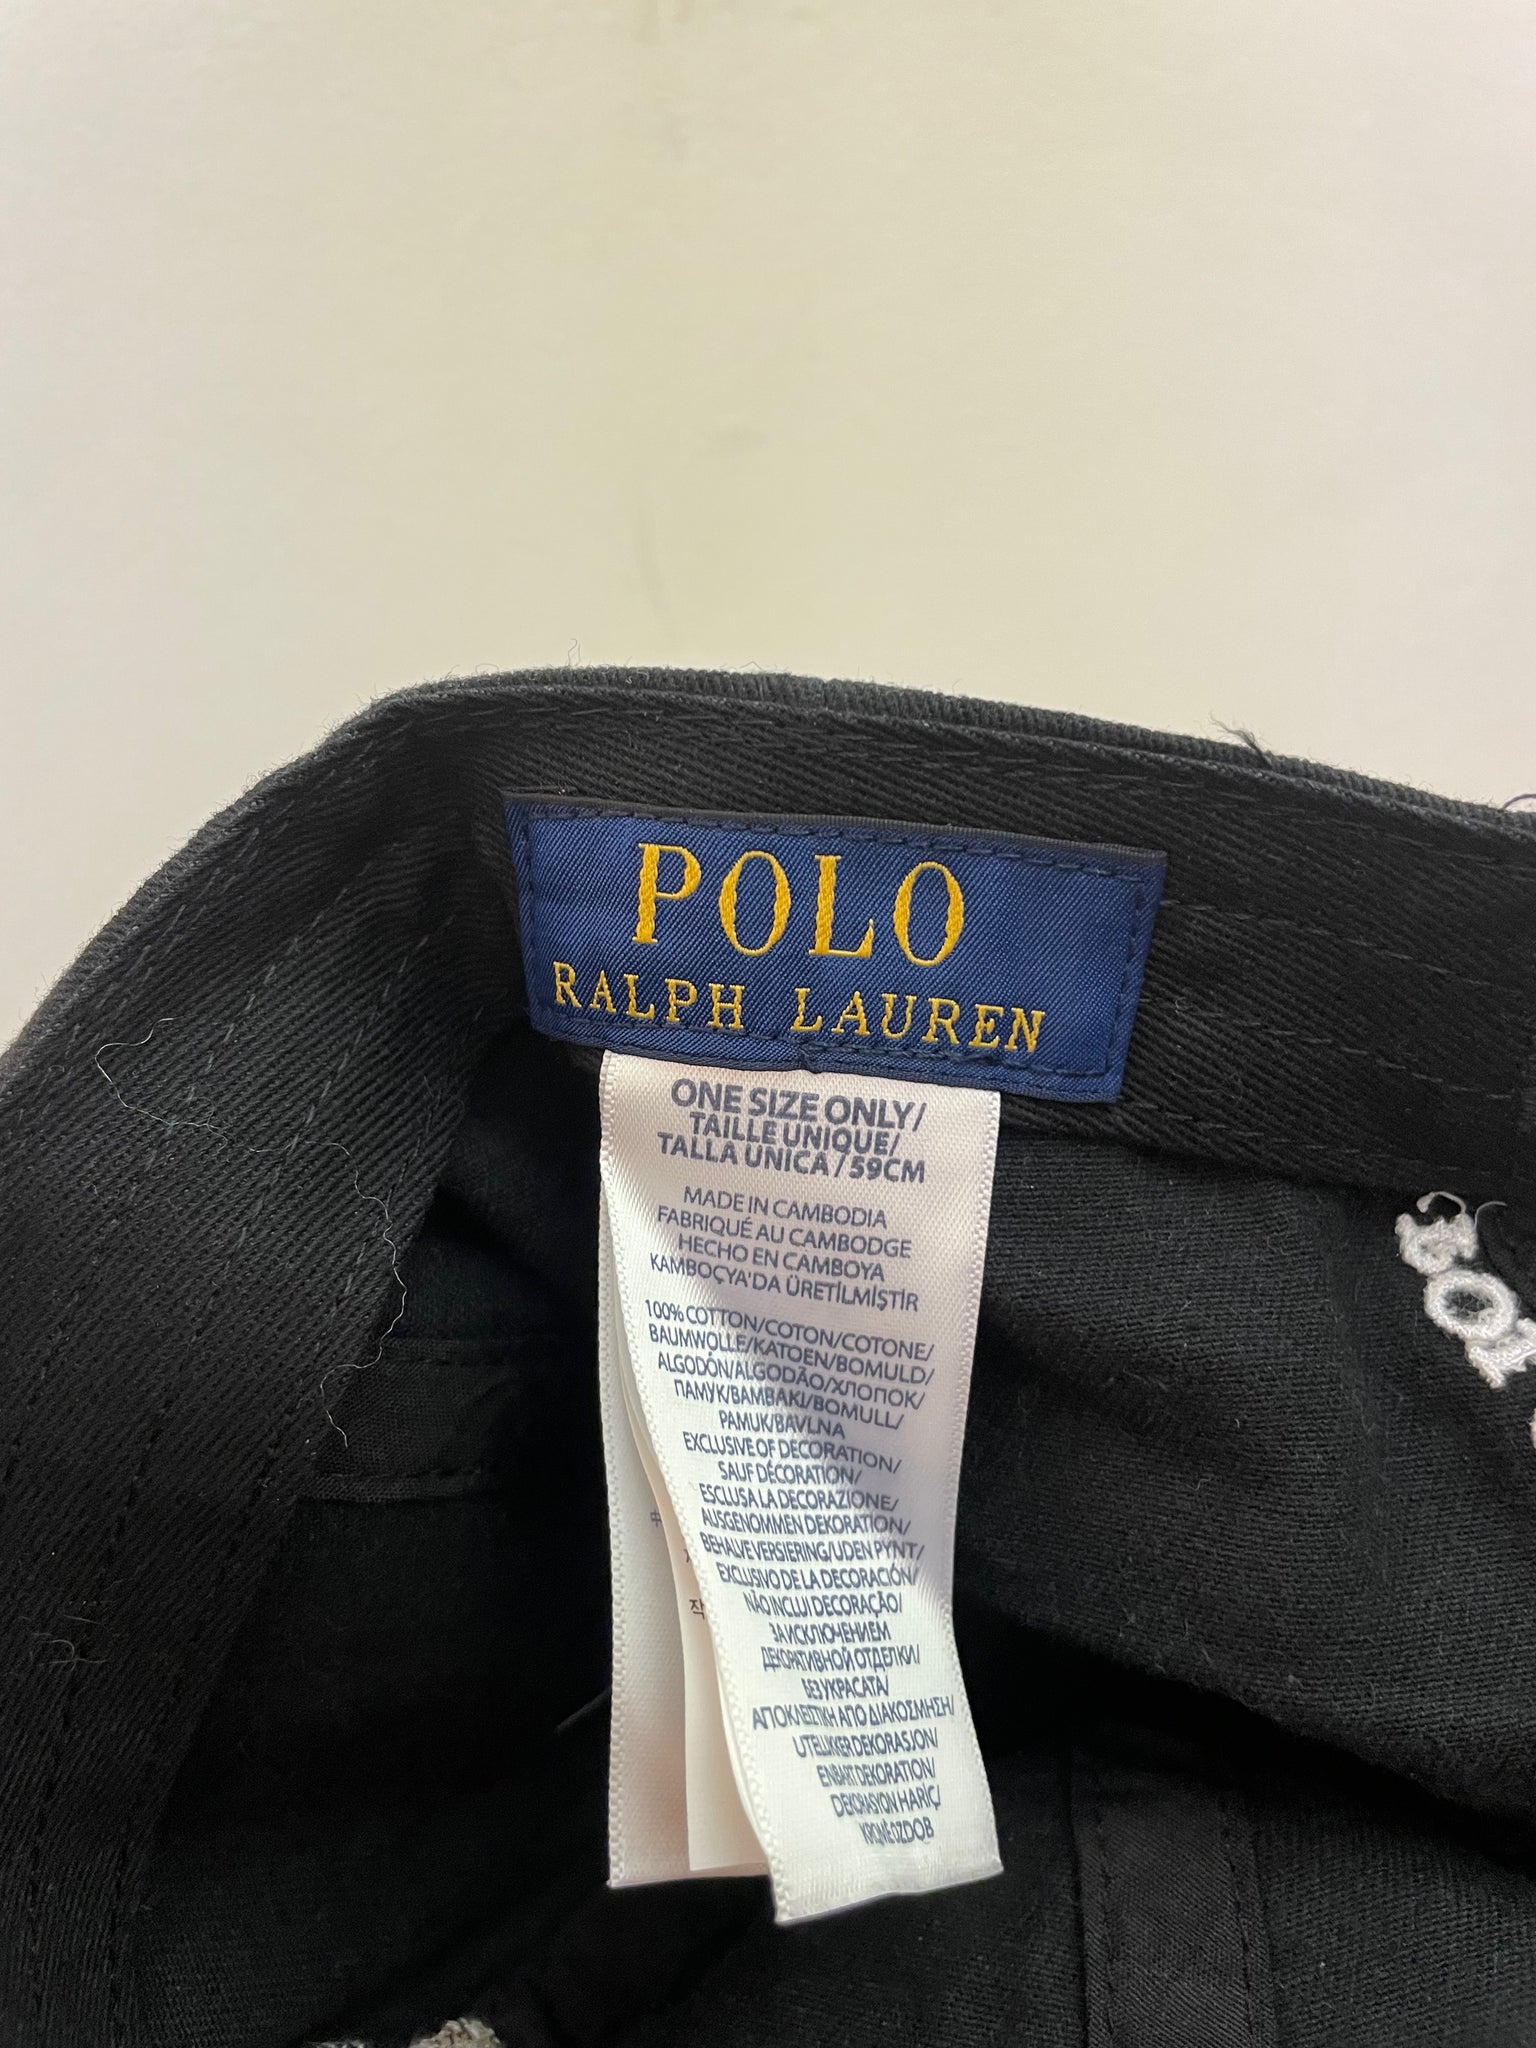 POLO
RALPH LAUREN
ONE SIZE ONLY/
TAILLE UNIQUE/
TALLA UNICA / 59CM
MADE IN CAMBODIA
FABRIQUÉ AU CAMBODGE
HECHO EN CAMBOYA
KAMBOÇYA'DA ÜRETİLMİŞTİR
100% COTTON/COTON/COTONE/
BAUMWOLLE/KATOEN/BOMULD/
ALGODÓN/ALGODÃO/ХЛОПОК/
ПАМУК/ΒΑΜΒΑΚΙ/BOMULL/
PAMUK/BAVLNA
EXCLUSIVE OF DECORATION/
SAUF DÉCORATION/
ESCLUSA LA DECORAZIONE/
AUSGENOMMEN DEKORATION/
BEHALVE VERSIERING/UDEN PYNT/
EXCLUSIVO DE LA DECORACIÓN/
NÃO INCLUI DECORAÇÃO/
ЗА ИСКЛЮЧЕНИЕМ
ДЕКОРАТИВНОЙ ОТДЕЛКИ/
БЕЗ УКРАСАТА/
ΑΠΟΚΛΕΙΣΤΙΚΗ ΑΠΟ ΔΙΑΚΟΣΜΗΣΗ/
UTELUKKER DEKORASJON/
ENBART DEKORATION/
DEKORASYON HARİÇ/
KROMĚ OZDOB